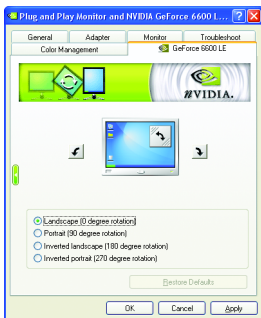 Plug and Play Monitor and NVIDIA GeForce 6600 L...
General Adapter Monitor Troubleshoot
Color Management GeForce 6600 LE
NVIDIA.
Landscape (0 degree rotation)
Portrait (90 degree rotation)
Inverted landscape (180 degree rotation)
Inverted portrait (270 degree rotation)
Restore Defaults
OK Cancel Apply